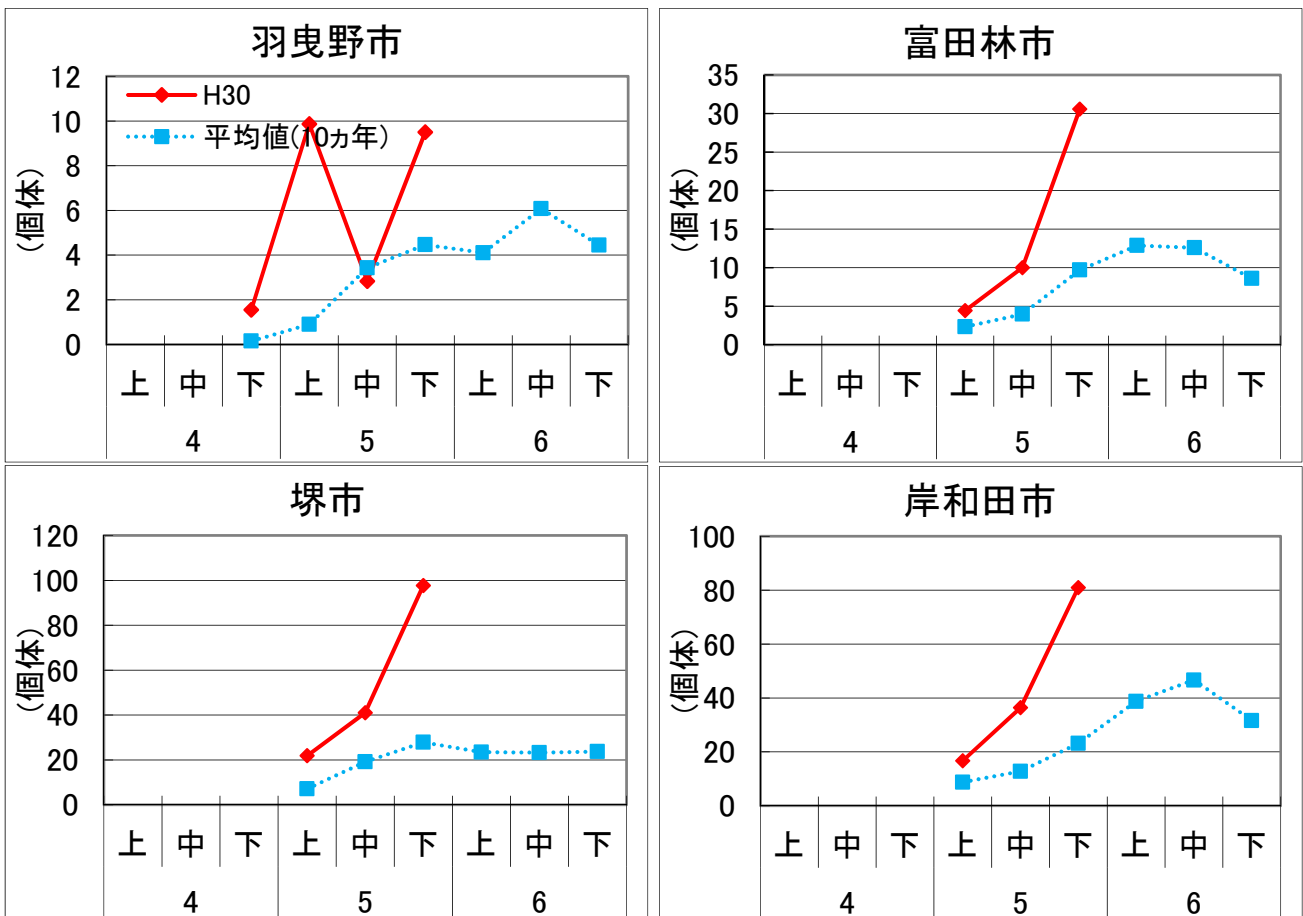 羽曳野市
12
10
8
6
4
2
0
(個体)
H30
平均値(10ヵ年)
上 中 下 上 中 下 上 中 下
4 5 6
富田林市
35
30
25
20
15
10
5
0
(個体)
上 中 下 上 中 下 上 中 下
4 5 6
堺市
120
100
80
60
40
20
0
(個体)
上 中 下 上 中 下 上 中 下
4 5 6
岸和田市
100
80
60
40
20
0
(個体)
上 中 下 上 中 下 上 中 下
4 5 6